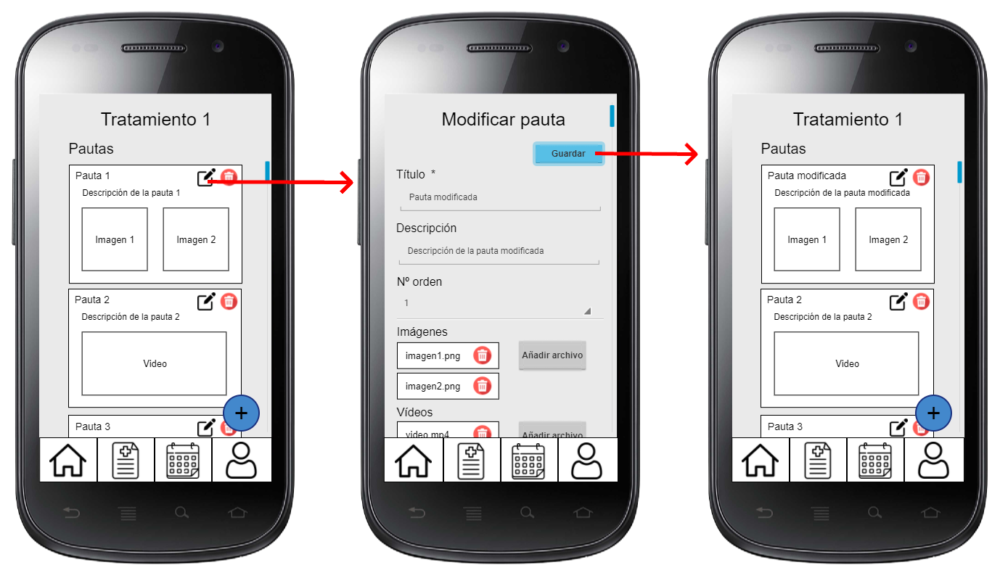 Tratamiento 1
Pautas
Pauta 1
Descripción de la pauta 1
Imagen 1
Imagen 2
Pauta 2
Descripción de la pauta 2
Video
Pauta 3
+
Modificar pauta
Guardar
Título *
Pauta modificada
Descripción
Descripción de la pauta modificada
Nº orden
1
Imágenes
imagen1.png
Añadir archivo
imagen2.png
Vídeos
video.mp4
Añadir archivo
Tratamiento 1
Pautas
Pauta modificada
Descripción de la pauta modificada
Imagen 1
Imagen 2
Pauta 2
Descripción de la pauta 2
Video
Pauta 3
+